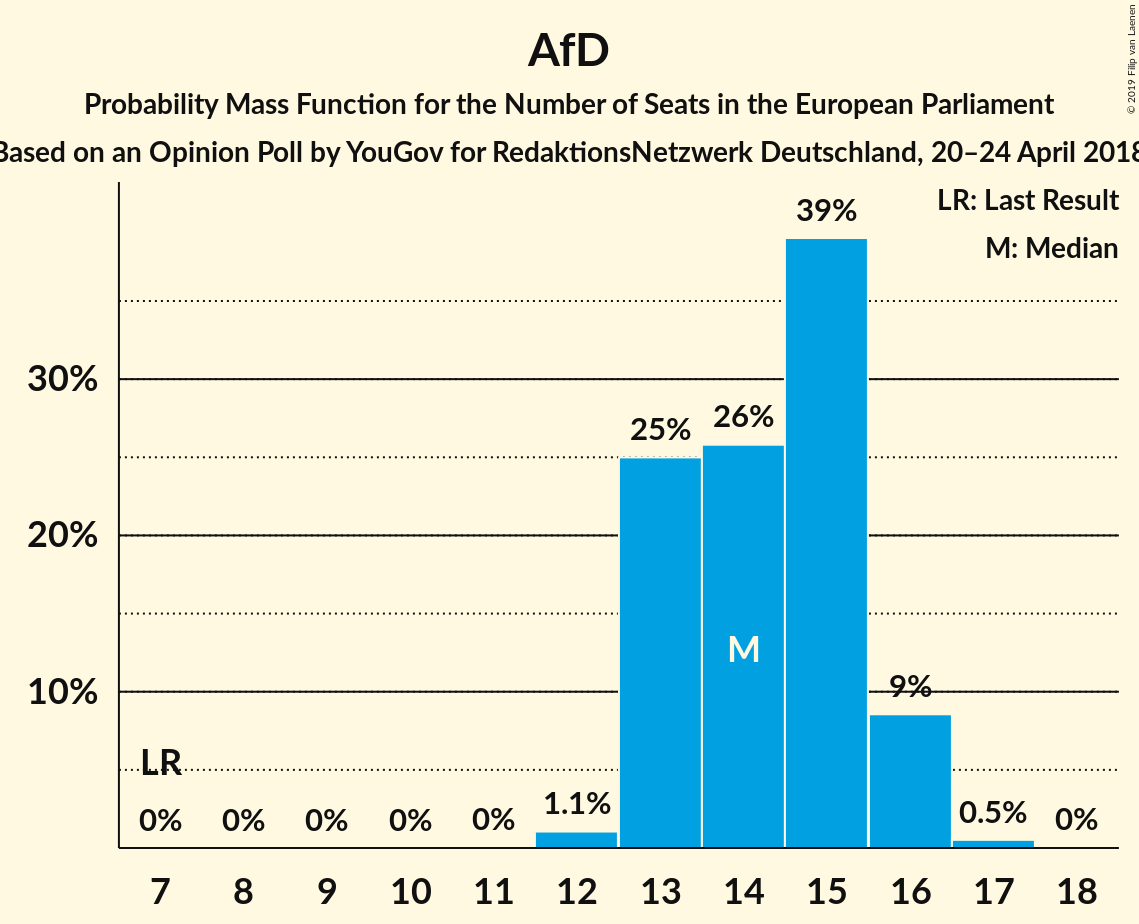 AfD
Probability Mass Function for the Number of Seats in the European Parliament
Based on an Opinion Poll by YouGov for RedaktionsNetzwerk Deutschland, 20–24 April 2018
© 2019 Filip van Laenen
LR: Last Result
M: Median
39%
30%
26%
25%
20%
M
10%
9%
LR
0%
0%
0%
0%
0%
1.1%
0.5%
0%
7 8 9 10 11 12 13 14 15 16 17 18